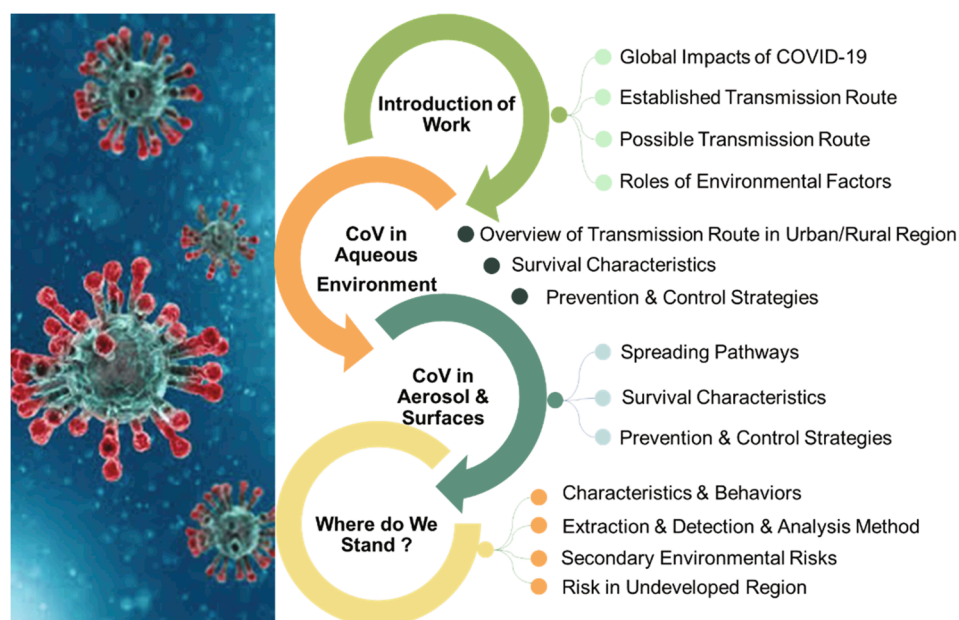 Introduction of
Work
Global Impacts of COVID-19
Established Transmission Route
Possible Transmission Route
Roles of Environmental Factors
CoV in
Aqueous
Environment
Overview of Transmission Route in Urban/Rural Region
Survival Characteristics
Prevention & Control Strategies
CoV in
Aerosol &
Surfaces
Spreading Pathways
Survival Characteristics
Prevention & Control Strategies
Where do We
Stand ?
Characteristics & Behaviors
Extraction & Detection & Analysis Method
Secondary Environmental Risks
Risk in Undeveloped Region